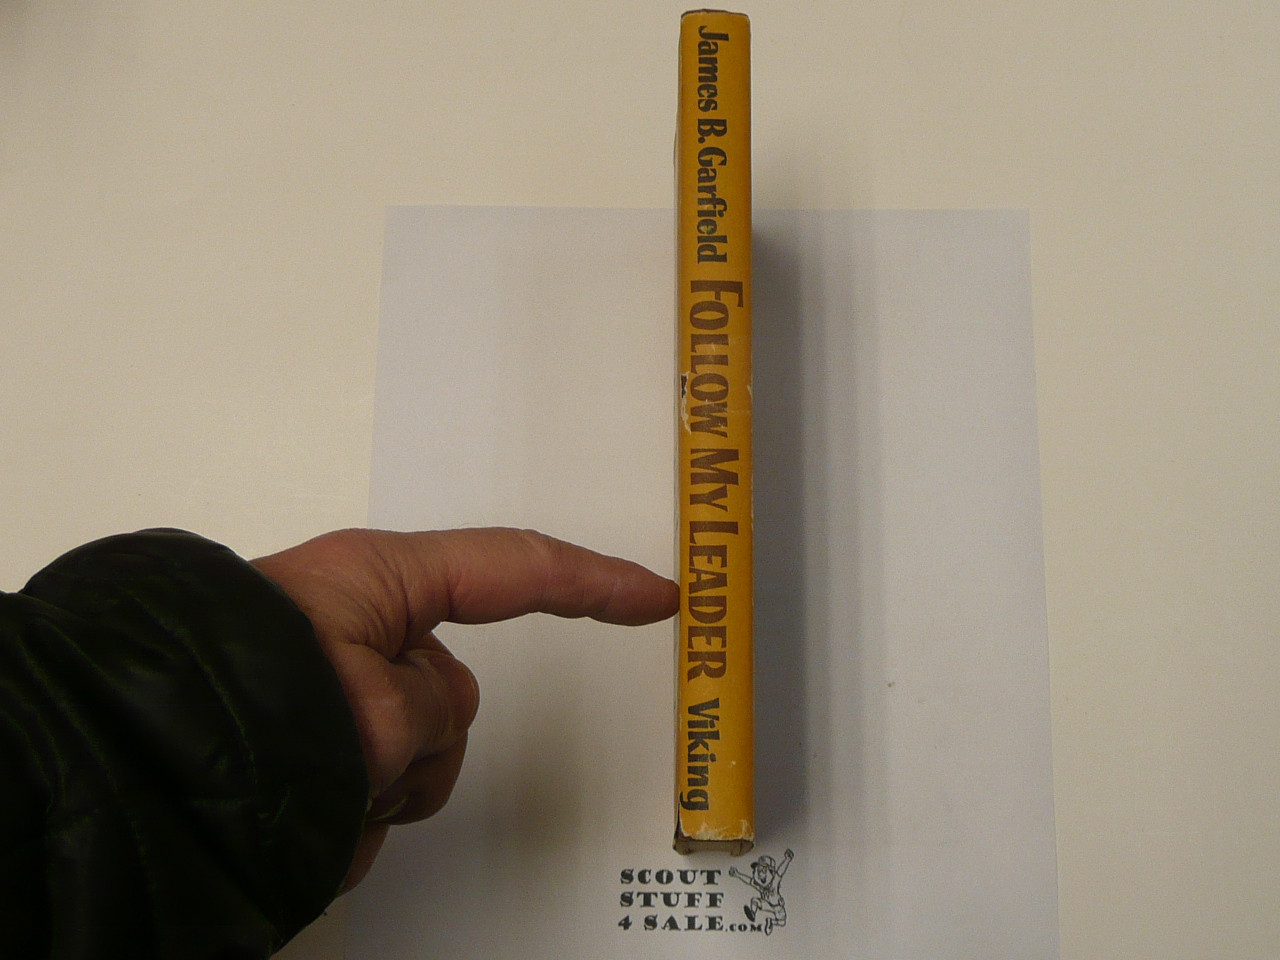 James B. Garfield FOLLOW MY LEADER Viking
SCOUT
STUFF
4 SALE.COM